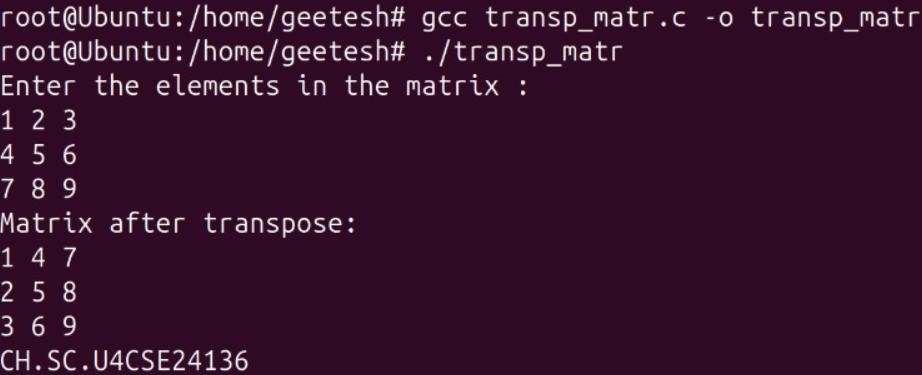 root@Ubuntu:/home/geetesh# gcc transp_matr.c -o transp_matr
root@Ubuntu:/home/geetesh# ./transp_matr
Enter the elements in the matrix :
1 2 3
4 5 6
7 8 9
Matrix after transpose:
1 4 7
2 5 8
3 6 9
CH.SC.U4CSE24136